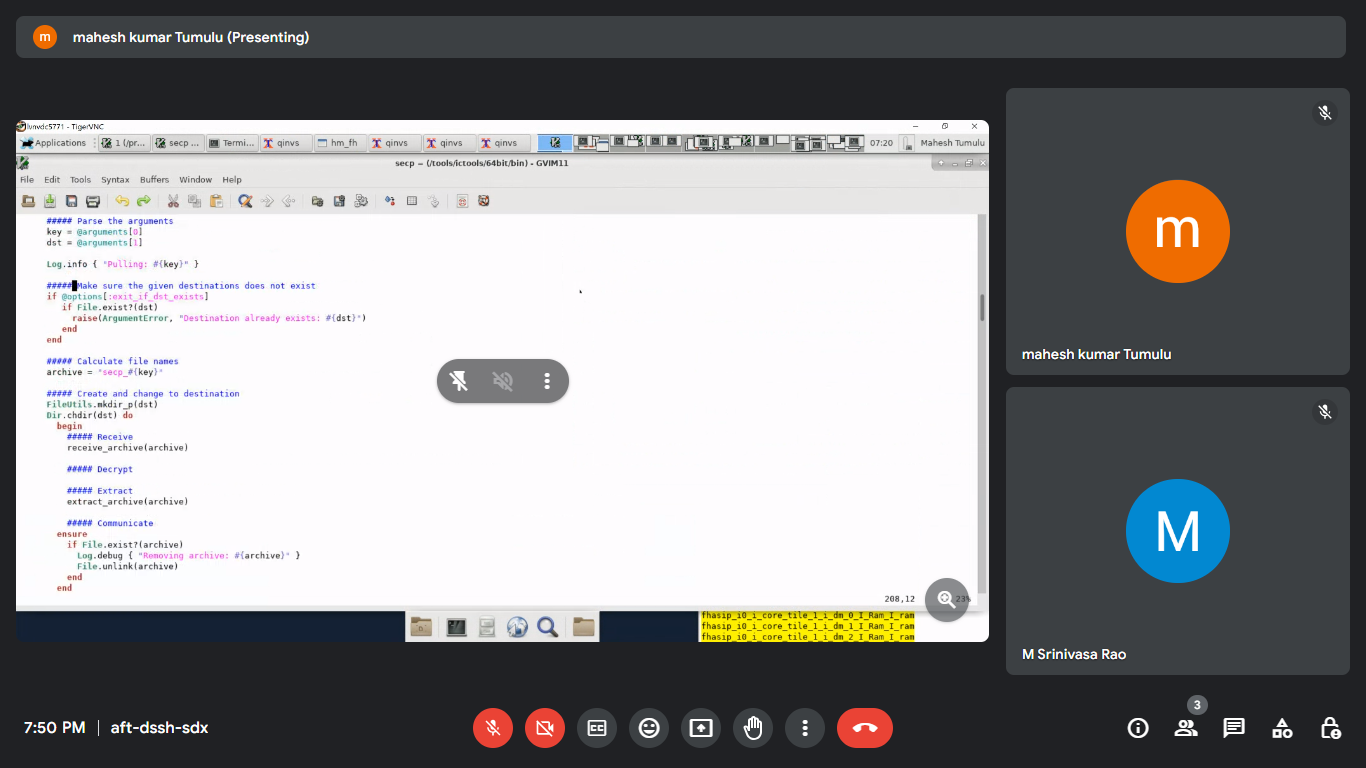 m mahesh kumar Tumulu (Presenting)
lvnvdc5771 - TigerVNC
Applications 1 (/pr... secp ... Termi... qinvs hm_fh qinvs qinvs qinvs 07:20 Mahesh Tumulu
secp – (/tools/ictools/64bit/bin) - GVIM11
File Edit Tools Syntax Buffers Window Help
##### Parse the arguments
key = @arguments[0]
dst = @arguments[1]
Log.info { "Pulling: #{key}" }
##### Make sure the given destinations does not exist
if @options[:exit_if_dst_exists]
if File.exist?(dst)
raise(ArgumentError, "Destination already exists: #{dst}")
end
end
##### Calculate file names
archive = "secp_#{key}"
##### Create and change to destination
FileUtils.mkdir_p(dst)
Dir.chdir(dst) do
begin
##### Receive
receive_archive(archive)
##### Decrypt
##### Extract
extract_archive(archive)
##### Communicate
ensure
if File.exist?(archive)
Log.debug { "Removing archive: #{archive}" }
File.unlink(archive)
end
end
208,12 23%
fhasip_i0_i_core_tile_1_i_dm_0_I_Ram_I_ram
fhasip_i0_i_core_tile_1_i_dm_1_I_Ram_I_ram
fhasip_i0_i_core_tile_1_i_dm_2_I_Ram_I_ram
m
mahesh kumar Tumulu
M
M Srinivasa Rao
7:50 PM | aft-dssh-sdx
CC
3